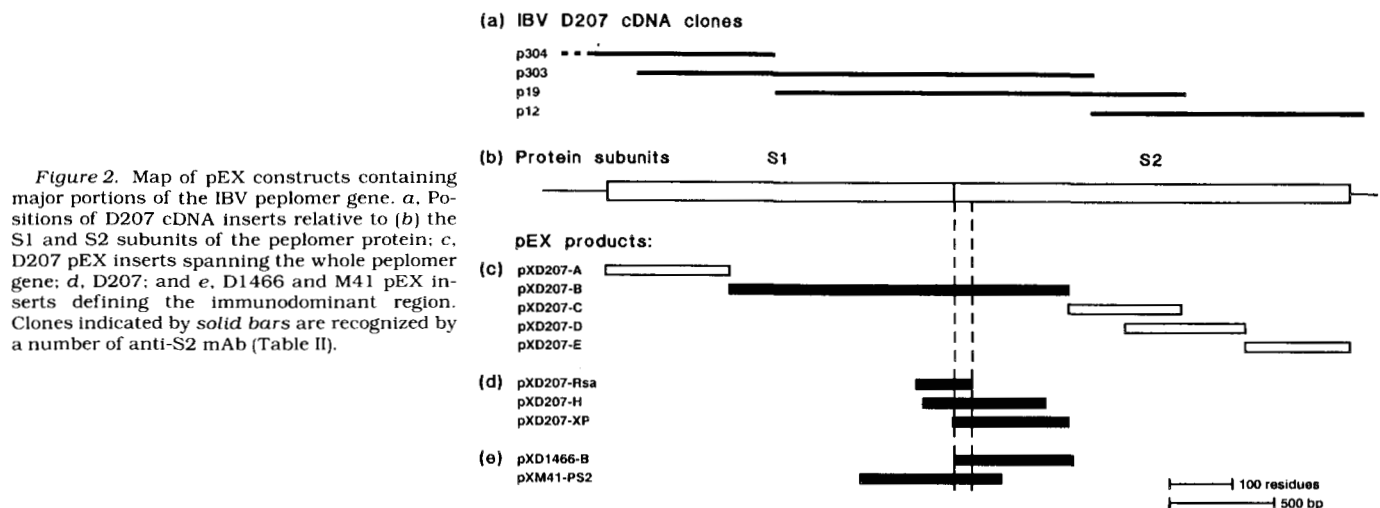 Figure 2. Map of pEX constructs containing
major portions of the IBV peplomer gene. a, Po-
sitions of D207 cDNA inserts relative to (b) the
S1 and S2 subunits of the peplomer protein; c,
D207 pEX inserts spanning the whole peplomer
gene; d, D207; and e, D1466 and M41 pEX in-
serts defining the immunodominant region.
Clones indicated by solid bars are recognized by
a number of anti-S2 mAb (Table II).
(a) IBV D207 cDNA clones
p304
p303
p19
p12
(b) Protein subunits S1 S2
pEX products:
(c) pXD207-A
pXD207-B
pXD207-C
pXD207-D
pXD207-E
(d) pXD207-Rsa
pXD207-H
pXD207-XP
(e) pXD1466-B
pXM41-PS2
100 residues
500 bp